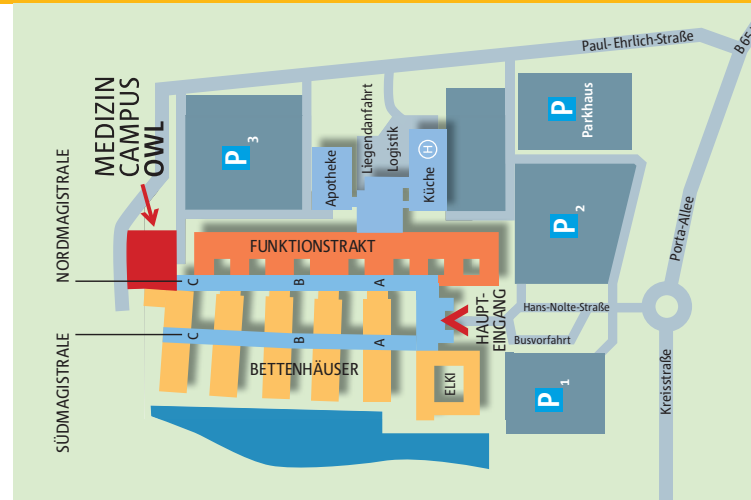 MEDIZIN
CAMPUS
OWL
NORDMAGISTRALE
SÜDMAGISTRALE
Paul-Ehrlich-Straße
P 3
Apotheke
Liegendanfahrt
Logistik
Küche
H
P
Parkhaus
P 2
FUNKTIONSTRAKT
C
B
A
C
B
A
BETTENHÄUSER
HAUPT-
EINGANG
ELKI
Hans-Nolte-Straße
Busvorfahrt
P 1
Porta-Allee
Kreisstraße